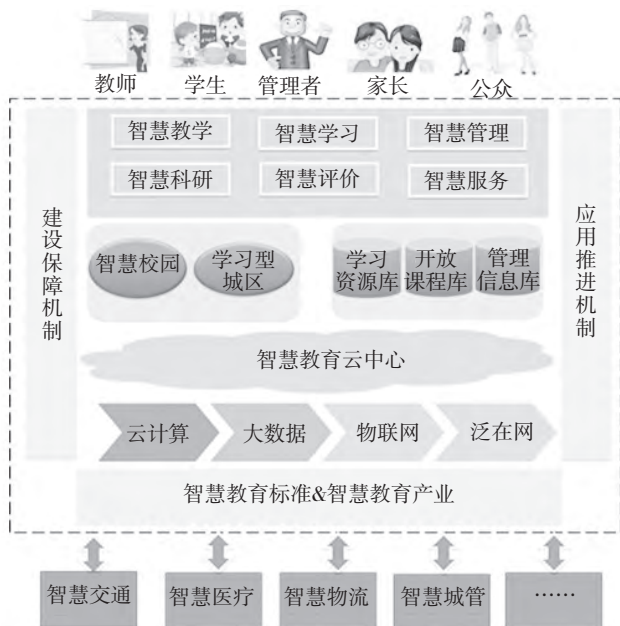 教师 学生 管理者 家长 公众
智慧教学 智慧学习 智慧管理
智慧科研 智慧评价 智慧服务
建设保障机制
应用推进机制
智慧校园
学习型
城区
学习
资源库
开放
课程库
管理
信息库
智慧教育云中心
云计算 大数据 物联网 泛在网
智慧教育标准&智慧教育产业
智慧交通 智慧医疗 智慧物流 智慧城管 ……